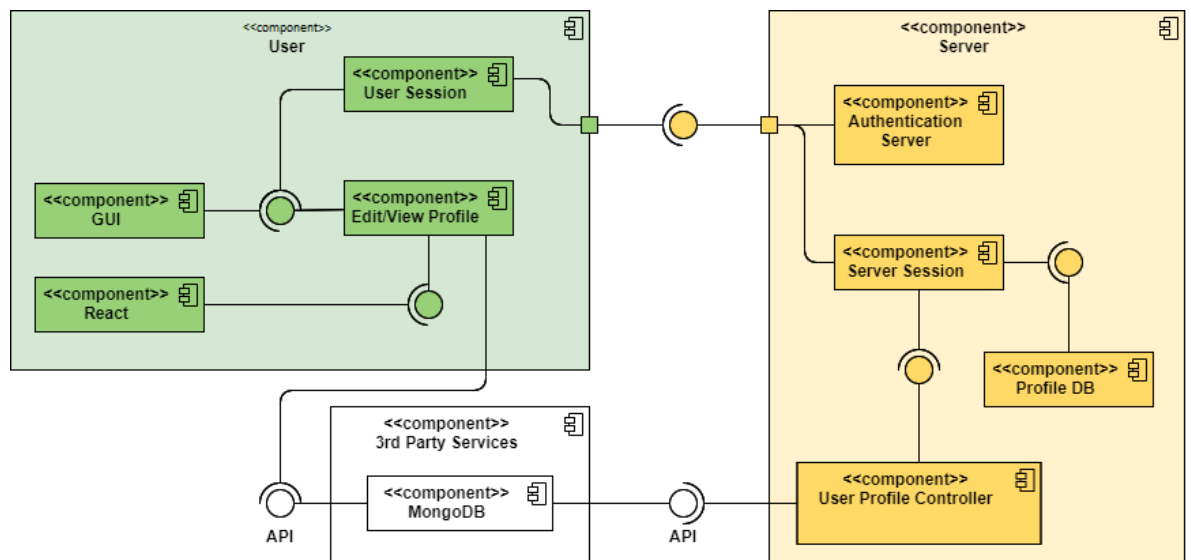 <<component>>
User
<<component>>
User Session
<<component>>
GUI
<<component>>
Edit/View Profile
<<component>>
React
<<component>>
Server
<<component>>
Authentication
Server
<<component>>
Server Session
<<component>>
Profile DB
<<component>>
User Profile Controller
<<component>>
3rd Party Services
<<component>>
MongoDB
API
API